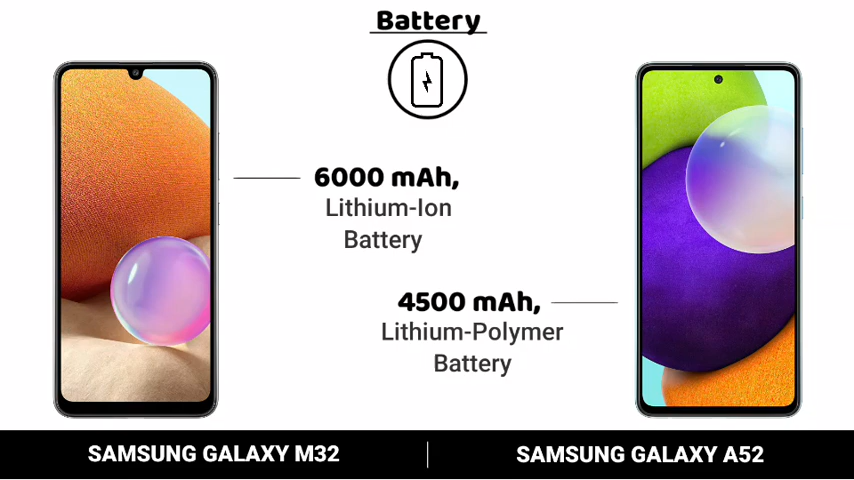 Battery
6000 mAh,
Lithium-Ion
Battery
4500 mAh,
Lithium-Polymer
Battery
SAMSUNG GALAXY M32
SAMSUNG GALAXY A52